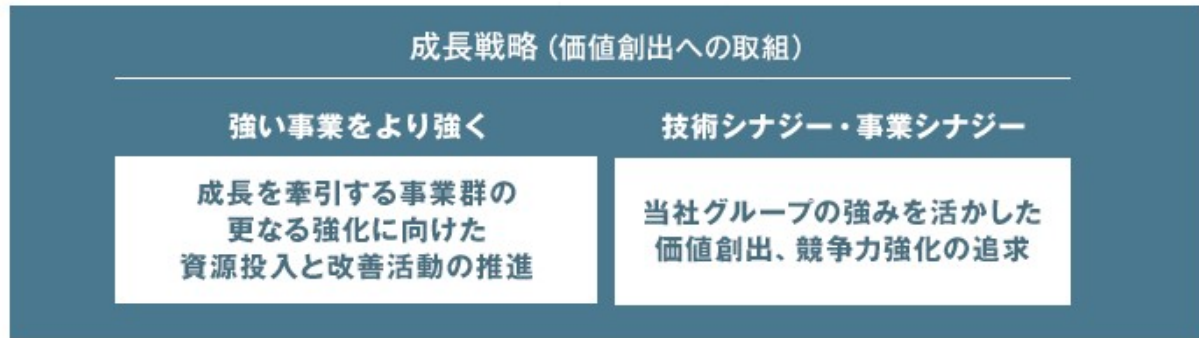 成長戦略（価値創出への取組）
強い事業をより強く
成長を牽引する事業群の
更なる強化に向けた
資源投入と改善活動の推進
技術シナジー・事業シナジー
当社グループの強みを活かした
価値創出、競争力強化の追求